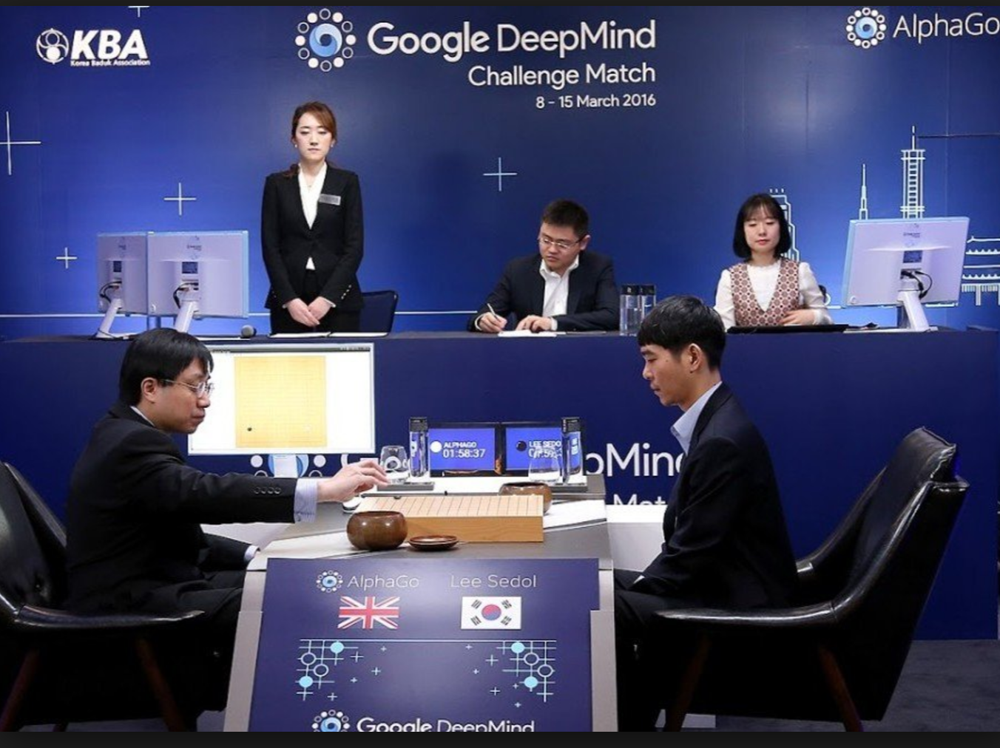 KBA
Korea Baduk Association
Google DeepMind
Challenge Match
8 - 15 March 2016
AlphaGo
ALPHAGO
01:58:37
LEE SEDO
AlphaGo
Lee Sedol
Google DeepMind